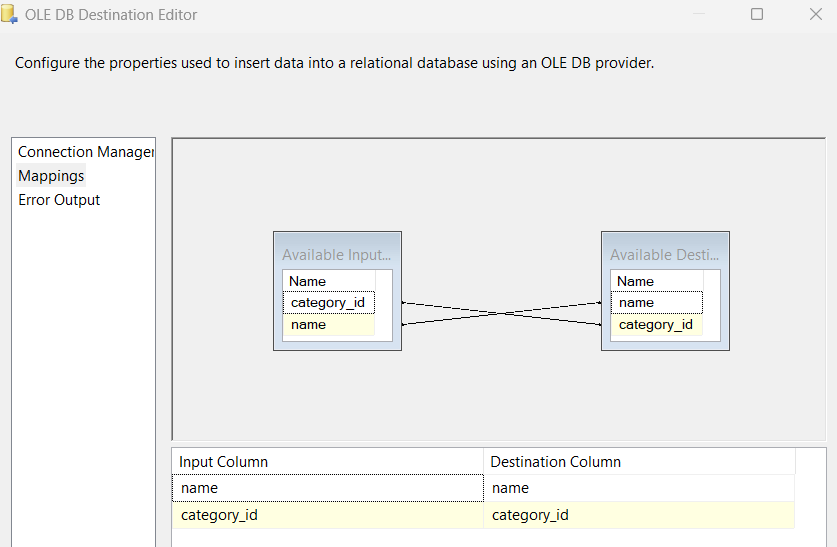 OLE DB Destination Editor
Configure the properties used to insert data into a relational database using an OLE DB provider.
Connection Manager
Mappings
Error Output
Available Input...
Name
category_id
name
Available Desti...
Name
name
category_id
Input Column Destination Column
name name
category_id category_id